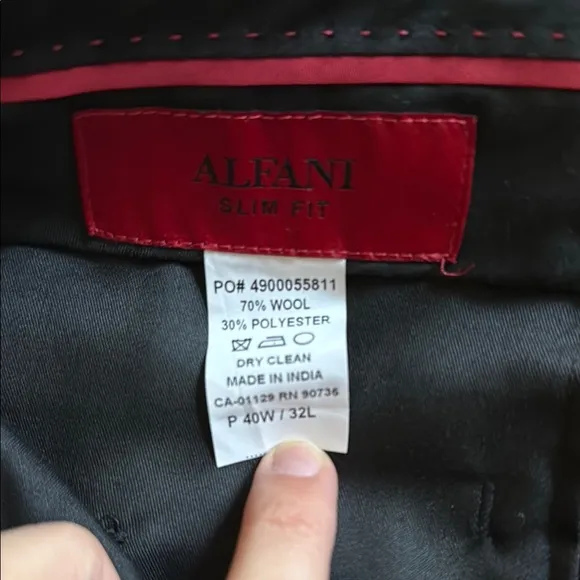 ALFANI
SLIM FIT
PO# 4900055811
70% WOOL
30% POLYESTER
DRY CLEAN
MADE IN INDIA
CA-01129 RN 90736
P 40W / 32L